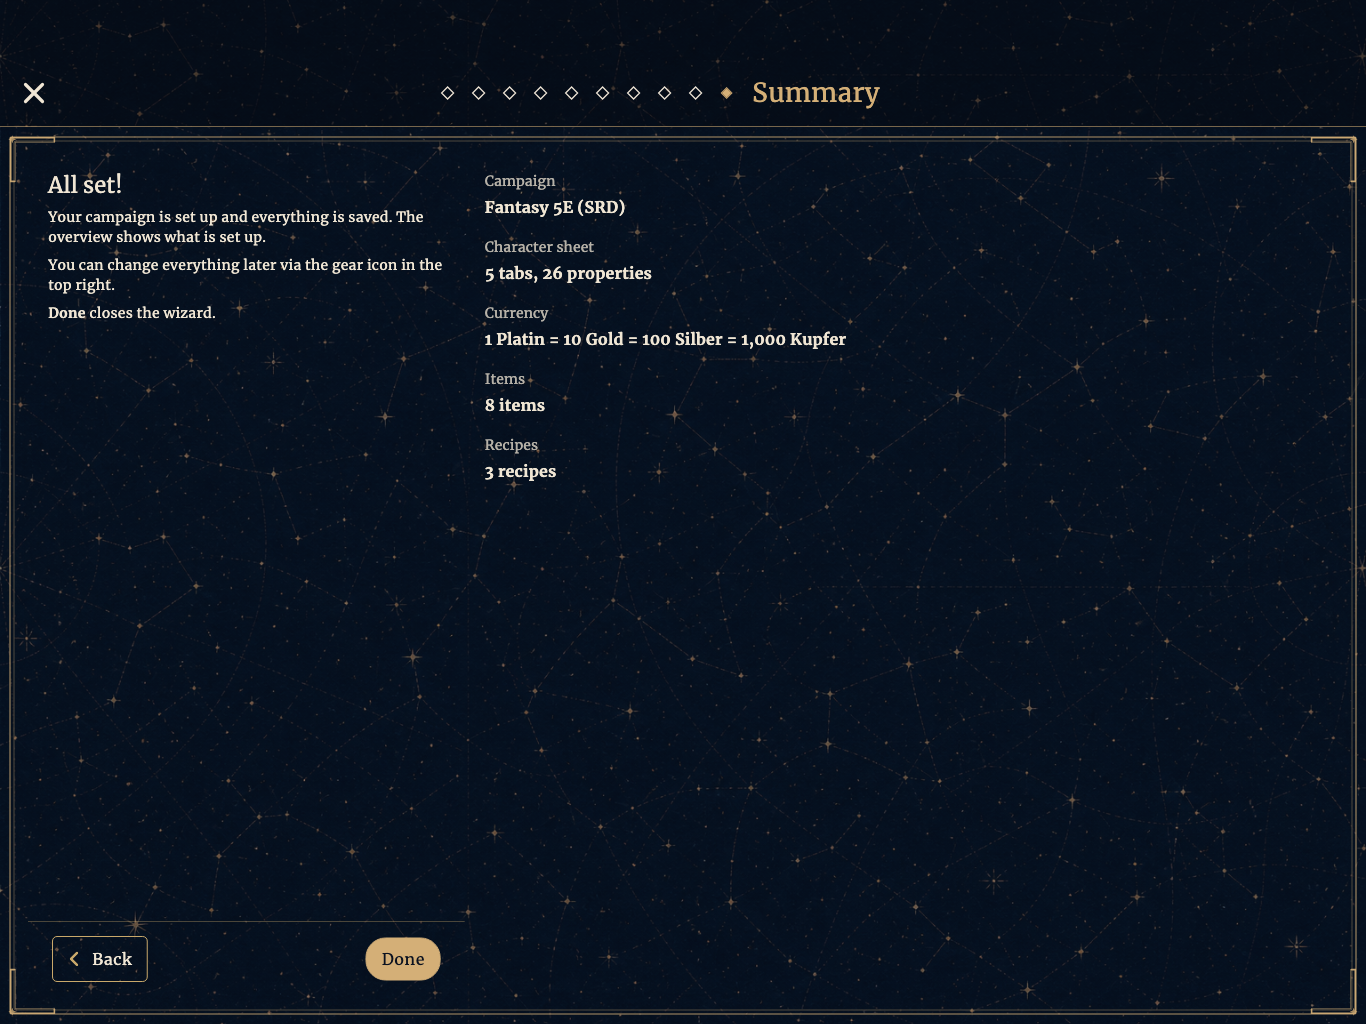 Summary
All set!
Your campaign is set up and everything is saved. The
overview shows what is set up.
You can change everything later via the gear icon in the
top right.
Done closes the wizard.
Campaign
Fantasy 5E (SRD)
Character sheet
5 tabs, 26 properties
Currency
1 Platin = 10 Gold = 100 Silber = 1,000 Kupfer
Items
8 items
Recipes
3 recipes
Back
Done